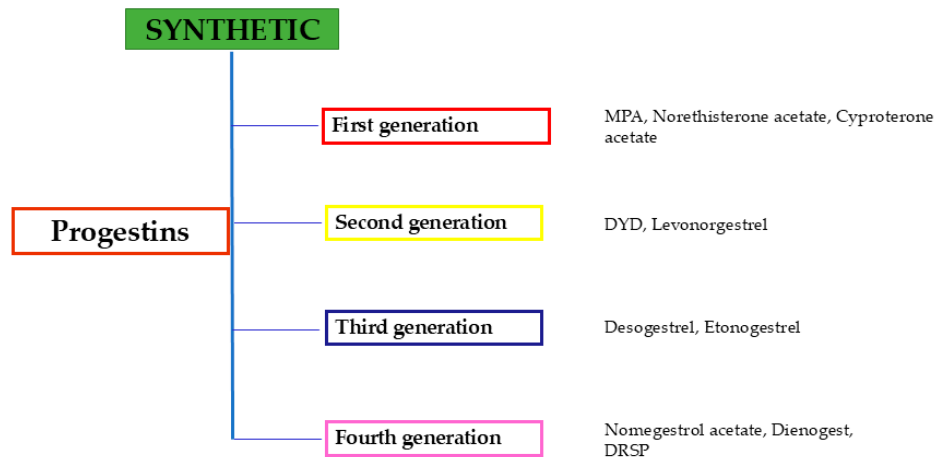 SYNTHETIC
First generation
MPA, Norethisterone acetate, Cyproterone
acetate
Progestins
Second generation
DYD, Levonorgestrel
Third generation
Desogestrel, Etonogestrel
Fourth generation
Nomegestrol acetate, Dienogest,
DRSP